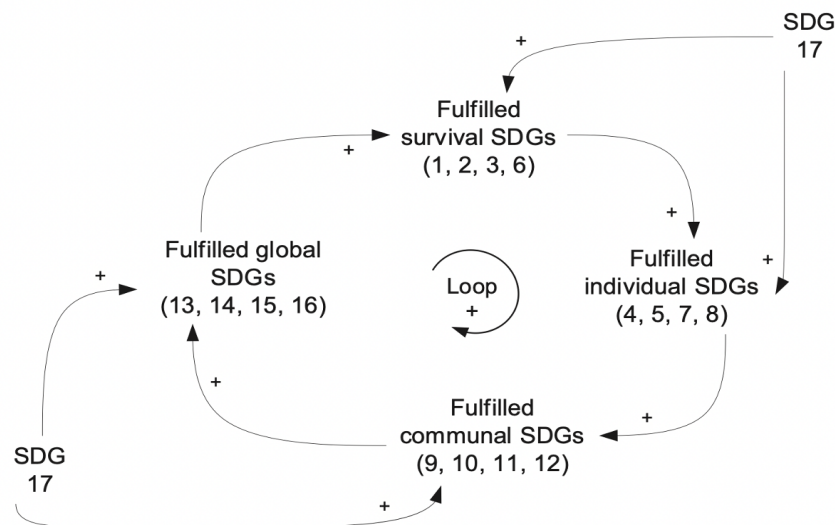 SDG
17
+
Fulfilled
survival SDGs
(1, 2, 3, 6)
+
+
Fulfilled global
SDGs
(13, 14, 15, 16)
+
Loop
+
Fulfilled
individual SDGs
(4, 5, 7, 8)
+
+
+
Fulfilled
communal SDGs
(9, 10, 11, 12)
SDG
17
+